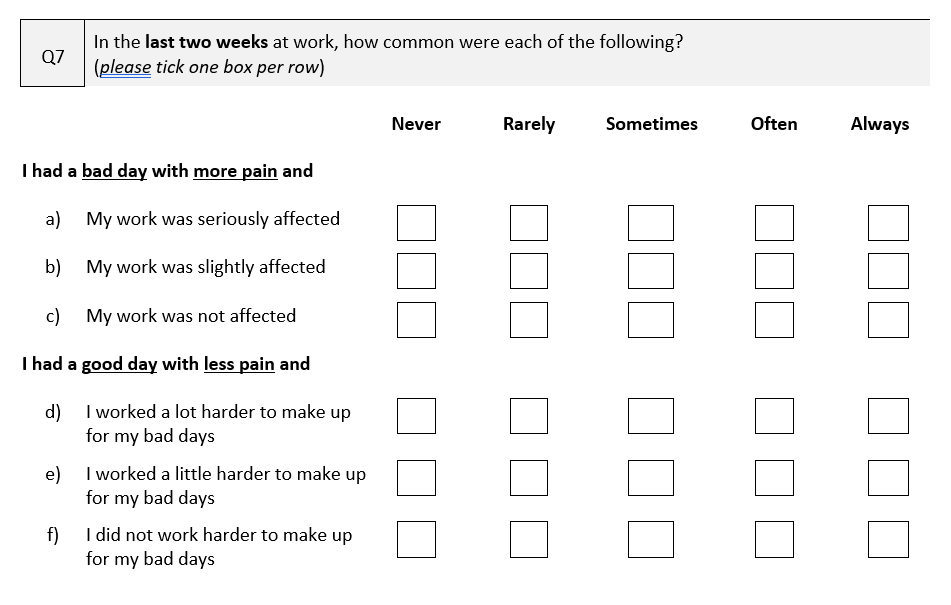 Q7
In the last two weeks at work, how common were each of the following?
(please tick one box per row)
Never Rarely Sometimes Often Always
I had a bad day with more pain and
a) My work was seriously affected
b) My work was slightly affected
c) My work was not affected
I had a good day with less pain and
d) I worked a lot harder to make up
for my bad days
e) I worked a little harder to make up
for my bad days
f) I did not work harder to make up
for my bad days